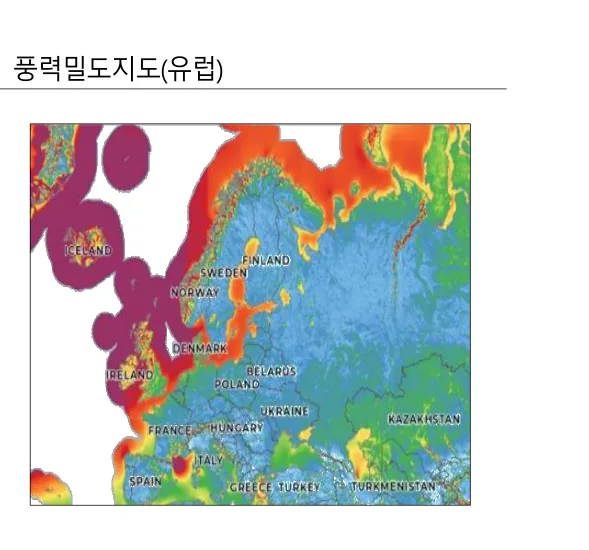 풍력밀도지도(유럽)
ICELAND
FINLAND
SWEDEN
NORWAY
DENMARK
IRELAND
BELARUS
POLAND
UKRAINE
KAZAKHSTAN
FRANCE HUNGARY
ITALY
SPAIN
GREECE TURKEY TURKMENISTAN